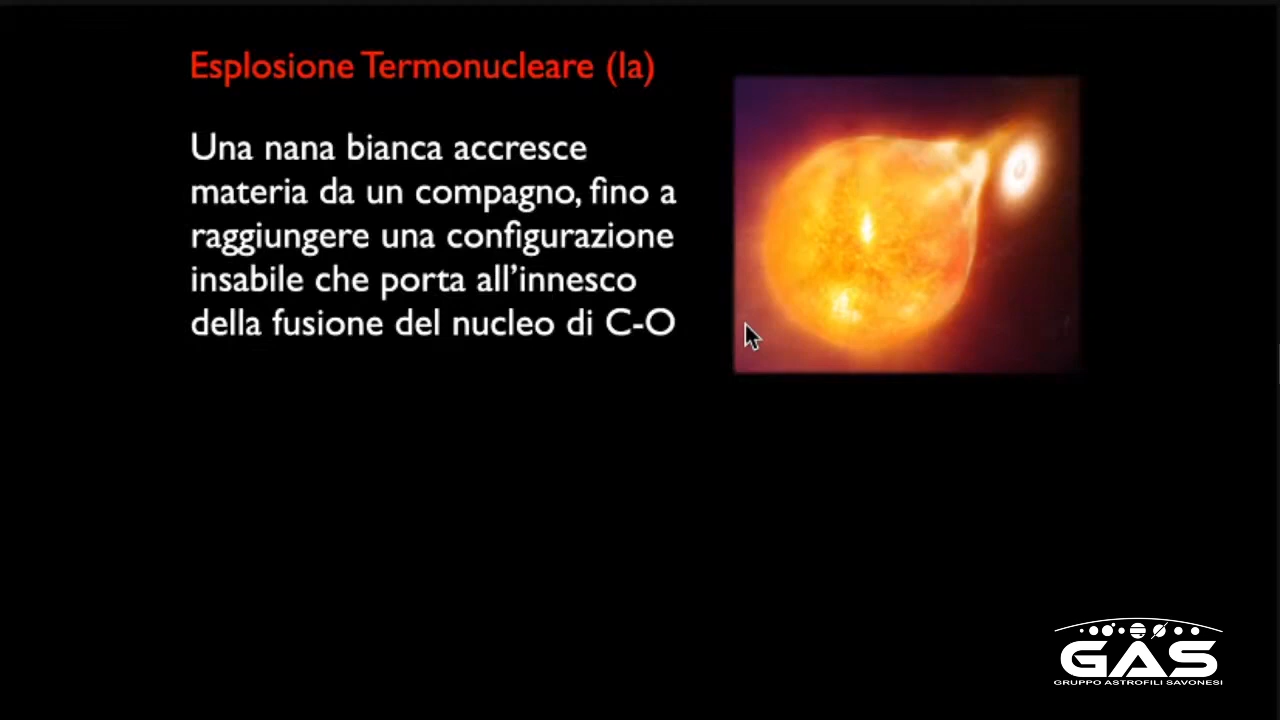 Esplosione Termonucleare (Ia)
Una nana bianca accresce
materia da un compagno, fino a
raggiungere una configurazione
insabile che porta all’innesco
della fusione del nucleo di C-O
GAS
GRUPPO ASTROFILI SAVONESI